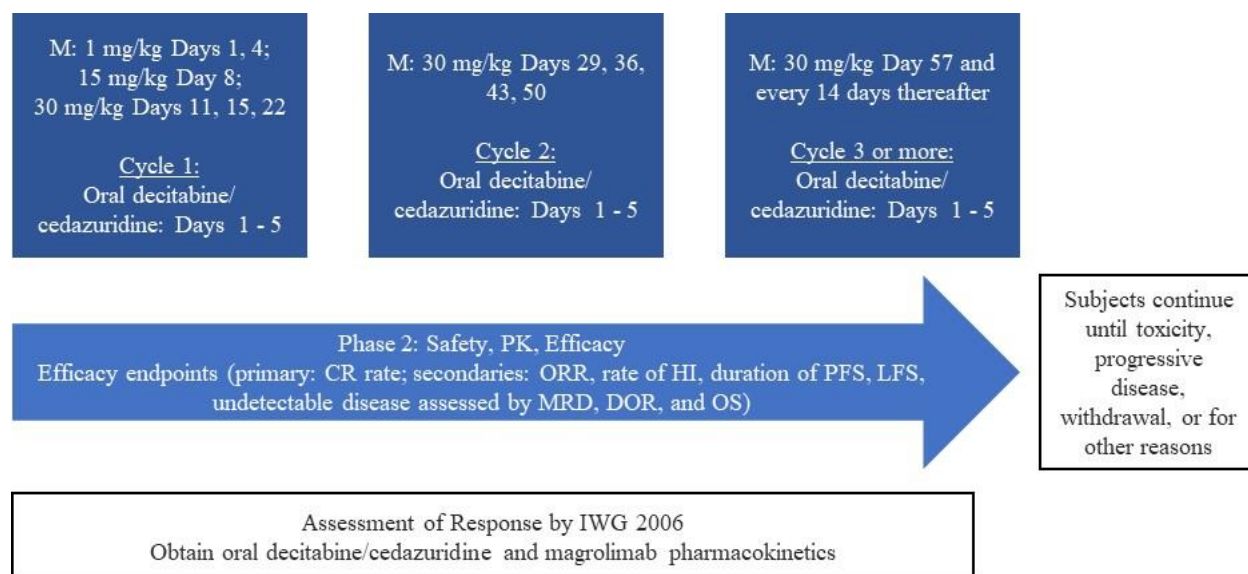 M: 1 mg/kg Days 1, 4;
15 mg/kg Day 8;
30 mg/kg Days 11, 15, 22
Cycle 1:
Oral decitabine/
cedazuridine: Days 1 - 5
M: 30 mg/kg Days 29, 36,
43, 50
Cycle 2:
Oral decitabine/
cedazuridine: Days 1 - 5
M: 30 mg/kg Day 57 and
every 14 days thereafter
Cycle 3 or more:
Oral decitabine/
cedazuridine: Days 1 - 5
Phase 2: Safety, PK, Efficacy
Efficacy endpoints (primary: CR rate; secondaries: ORR, rate of HI, duration of PFS, LFS,
undetectable disease assessed by MRD, DOR, and OS)
Subjects continue
until toxicity,
progressive
disease,
withdrawal, or for
other reasons
Assessment of Response by IWG 2006
Obtain oral decitabine/cedazuridine and magrolimab pharmacokinetics